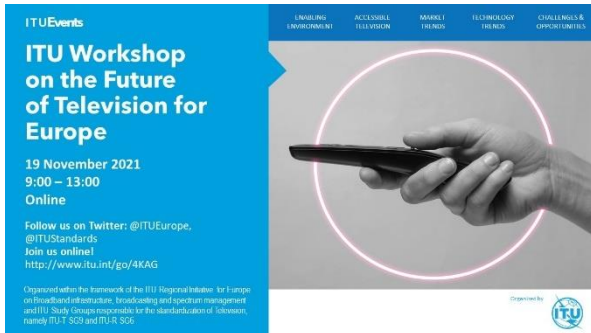 ITUEvents
ITU Workshop
on the Future
of Television for
Europe
19 November 2021
9:00 – 13:00
Online
Follow us on Twitter: @ITUEurope,
@ITUStandards
Join us online!
http://www.itu.int/go/4KAG
Organized within the framework of the ITU Regional Initiative for Europe
on Broadband infrastructure, broadcasting and spectrum management
and ITU Study Groups responsible for the standardization of Television,
namely ITU-T SG9 and ITU-R SG6
ENABLING
ENVIRONMENT
ACCESSIBLE
TELEVISION
MARKET
TRENDS
TECHNOLOGY
TRENDS
CHALLENGES &
OPPORTUNITIES
Organized by
ITU